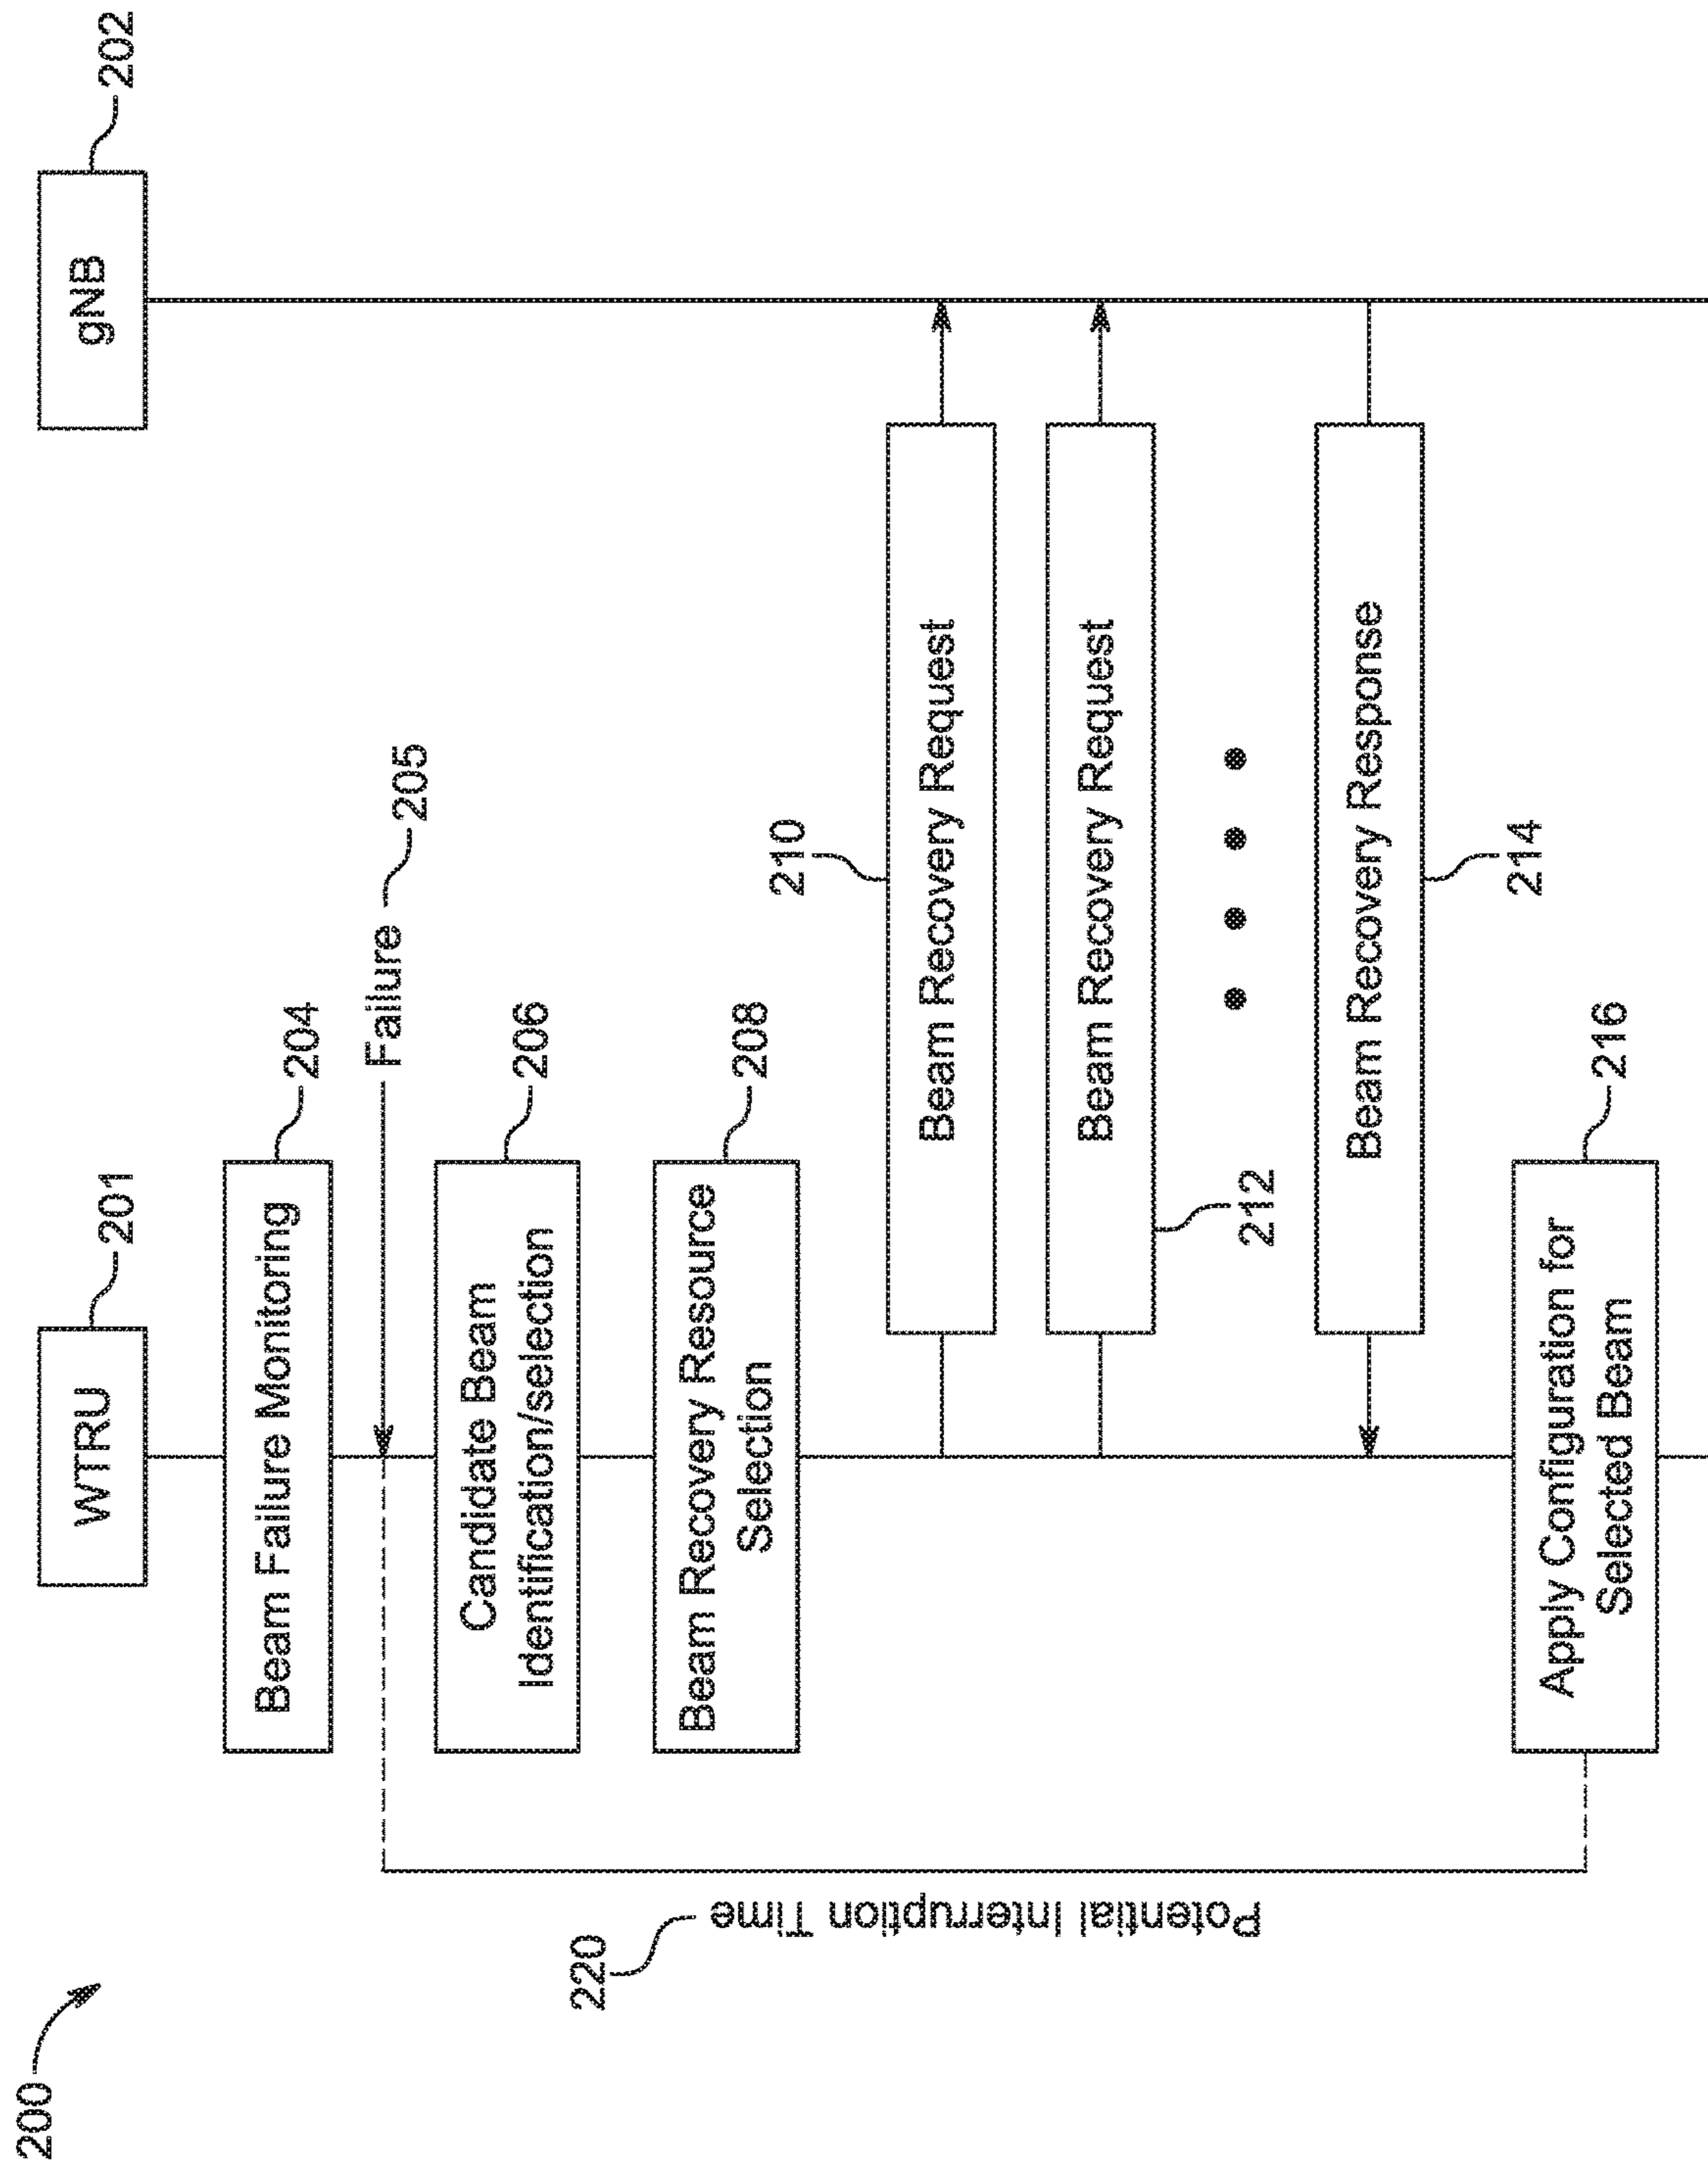 200
WTRU
201
gNB
202
Beam Failure Monitoring
204
Failure
205
Candidate Beam
Identification/selection
206
Beam Recovery Resource
Selection
208
220
Potential Interruption Time
210
Beam Recovery Request
Beam Recovery Request
212
Beam Recovery Response
214
Apply Configuration for
Selected Beam
216